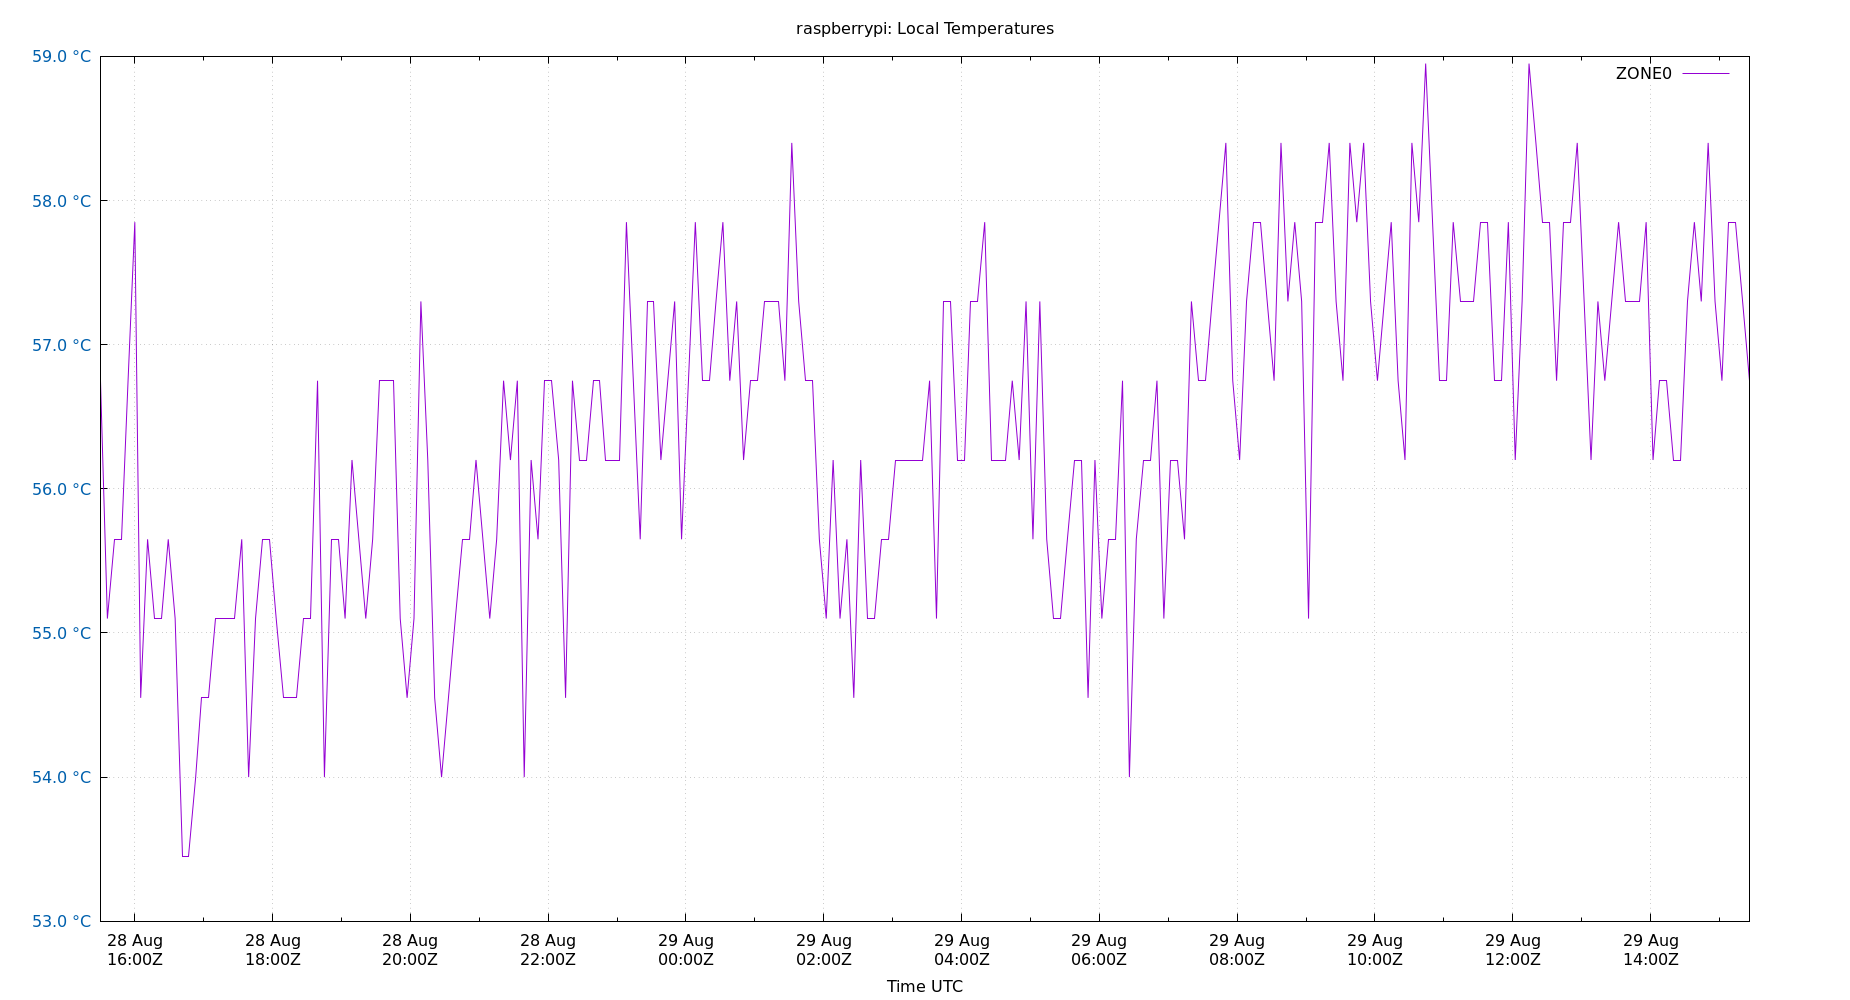 raspberrypi: Local Temperatures
59.0 °C
ZONE0
58.0 °C
57.0 °C
56.0 °C
55.0 °C
54.0 °C
53.0 °C
28 Aug 28 Aug 28 Aug 28 Aug 29 Aug 29 Aug 29 Aug 29 Aug 29 Aug 29 Aug 29 Aug 29 Aug
16:00Z 18:00Z 20:00Z 22:00Z 00:00Z 02:00Z 04:00Z 06:00Z 08:00Z 10:00Z 12:00Z 14:00Z
Time UTC